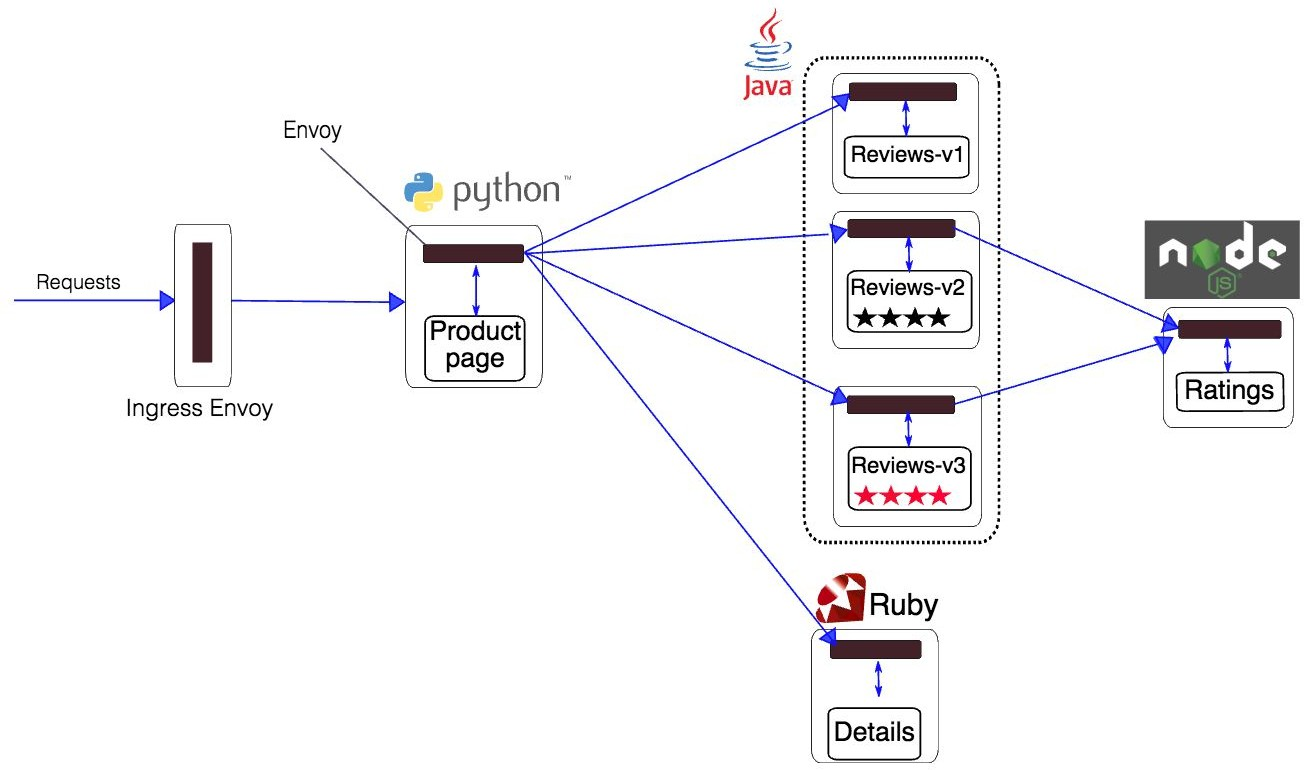 Java
Envoy
python™
Reviews-v1
Requests
Product
page
Reviews-v2
node
JS
Ingress Envoy
Ratings
Reviews-v3
Ruby
Details